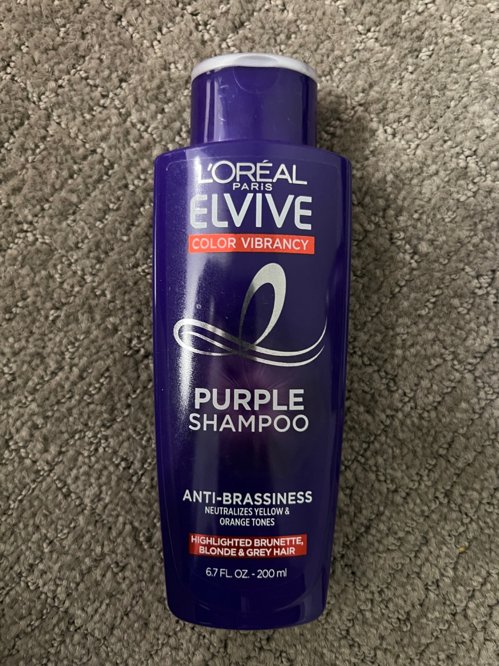 L'ORÉAL
PARIS
ELVIVE
COLOR VIBRANCY
PURPLE
SHAMPOO
ANTI-BRASSINESS
NEUTRALIZES YELLOW &
ORANGE TONES
HIGHLIGHTED BRUNETTE,
BLONDE & GREY HAIR
6.7 FL. OZ. - 200 ml